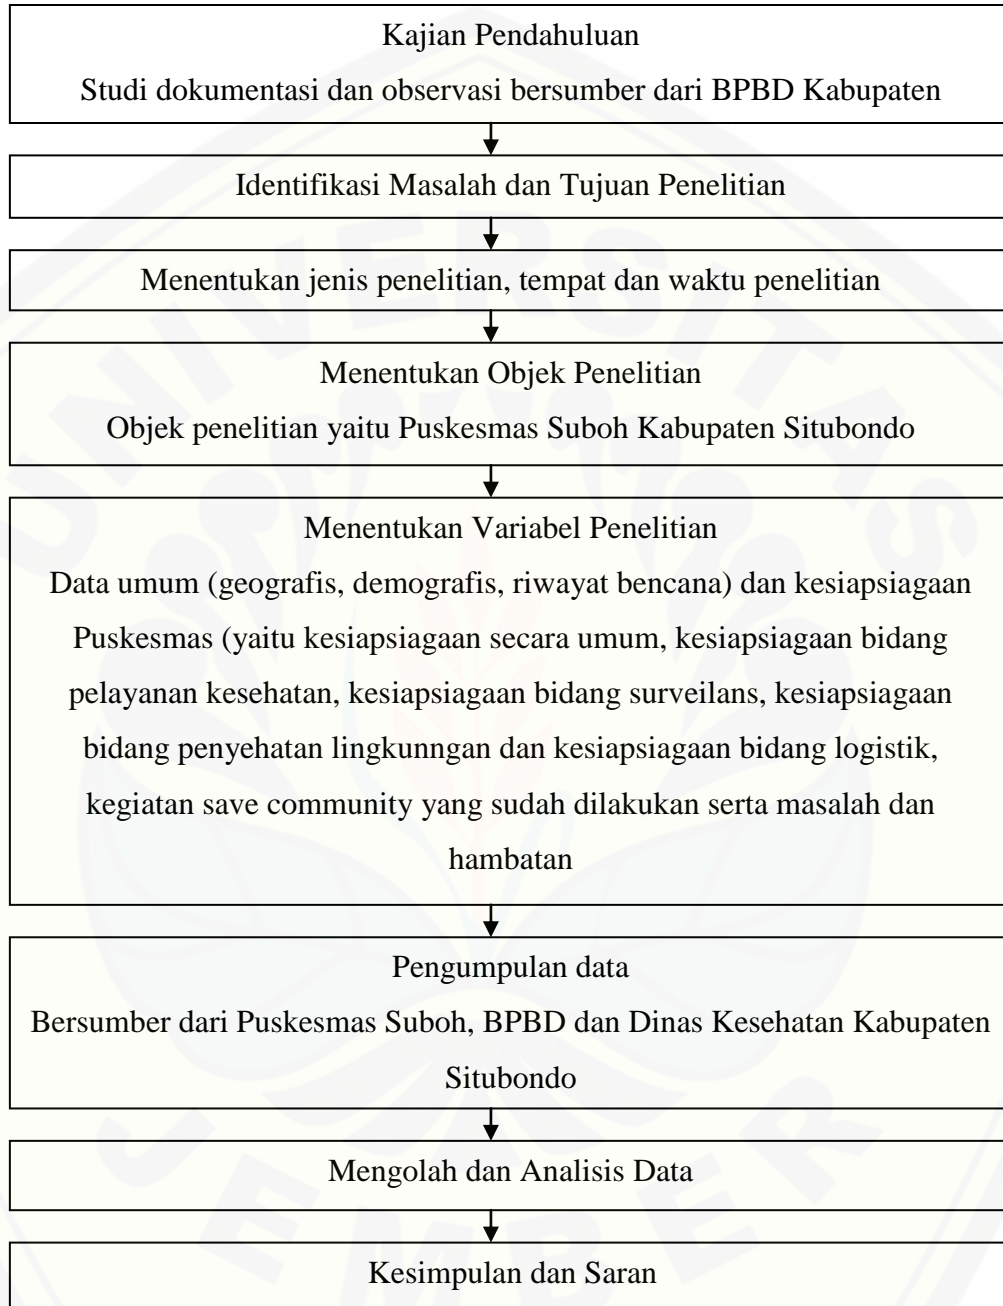 Kajian Pendahuluan
Studi dokumentasi dan observasi bersumber dari BPBD Kabupaten
Identifikasi Masalah dan Tujuan Penelitian
Menentukan jenis penelitian, tempat dan waktu penelitian
Menentukan Objek Penelitian
Objek penelitian yaitu Puskesmas Suboh Kabupaten Situbondo
Menentukan Variabel Penelitian
Data umum (geografis, demografis, riwayat bencana) dan kesiapsiagaan
Puskesmas (yaitu kesiapsiagaan secara umum, kesiapsiagaan bidang
pelayanan kesehatan, kesiapsiagaan bidang surveilans, kesiapsiagaan
bidang penyehatan lingkunngan dan kesiapsiagaan bidang logistik,
kegiatan save community yang sudah dilakukan serta masalah dan
hambatan
Pengumpulan data
Bersumber dari Puskesmas Suboh, BPBD dan Dinas Kesehatan Kabupaten
Situbondo
Mengolah dan Analisis Data
Kesimpulan dan Saran
UNIVERSITAS
JEMBER